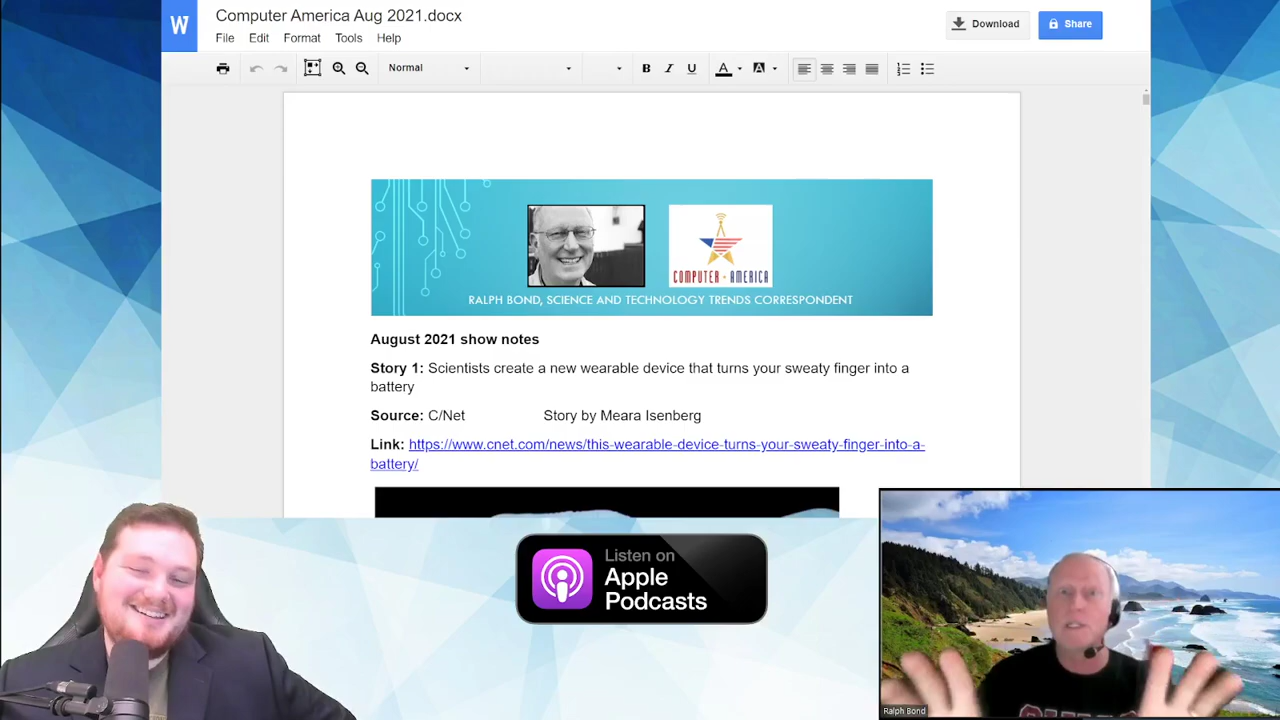 W
Computer America Aug 2021.docx
File Edit Format Tools Help
Download
Share
Normal
B I U A A
COMPUTER AMERICA
RALPH BOND, SCIENCE AND TECHNOLOGY TRENDS CORRESPONDENT
August 2021 show notes
Story 1: Scientists create a new wearable device that turns your sweaty finger into a
battery
Source: C/Net Story by Meara Isenberg
Link: https://www.cnet.com/news/this-wearable-device-turns-your-sweaty-finger-into-a-
battery/
Listen on
Apple
Podcasts
Ralph Bond